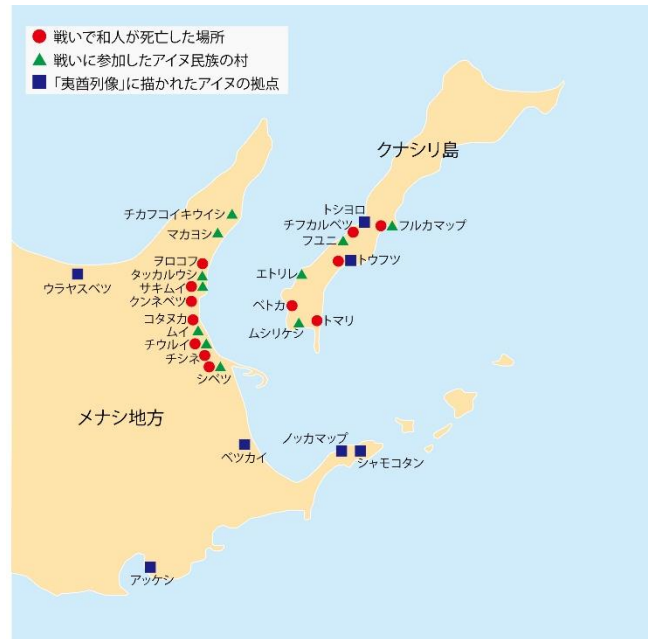 戦いで和人が死亡した場所
戦いに参加したアイヌ民族の村
「夷酋列像」に描かれたアイヌの拠点
クナシリ島
トショロ
チフカルベツ
フルカマップ
フユニ
トウフツ
エトリレ
ペトカ
トマリ
ムシリケシ
チカフコイキウイシ
マカヨシ
ヲロコフ
タッカルウシ
サキムイ
クンネベツ
コタヌカ
ムイ
チウルイ
チシネ
シベツ
ウラヤスベツ
メナシ地方
ベツカイ
ノッカマップ
シャモコタン
アッケシ